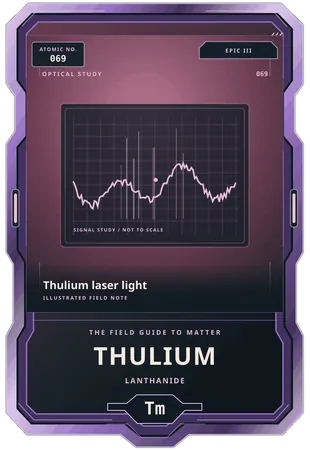 ATOMIC NO.
069
EPIC III
OPTICAL STUDY
069
SIGNAL STUDY / NOT TO SCALE
Thulium laser light
ILLUSTRATED FIELD NOTE
THE FIELD GUIDE TO MATTER
THULIUM
LANTHANIDE
Tm